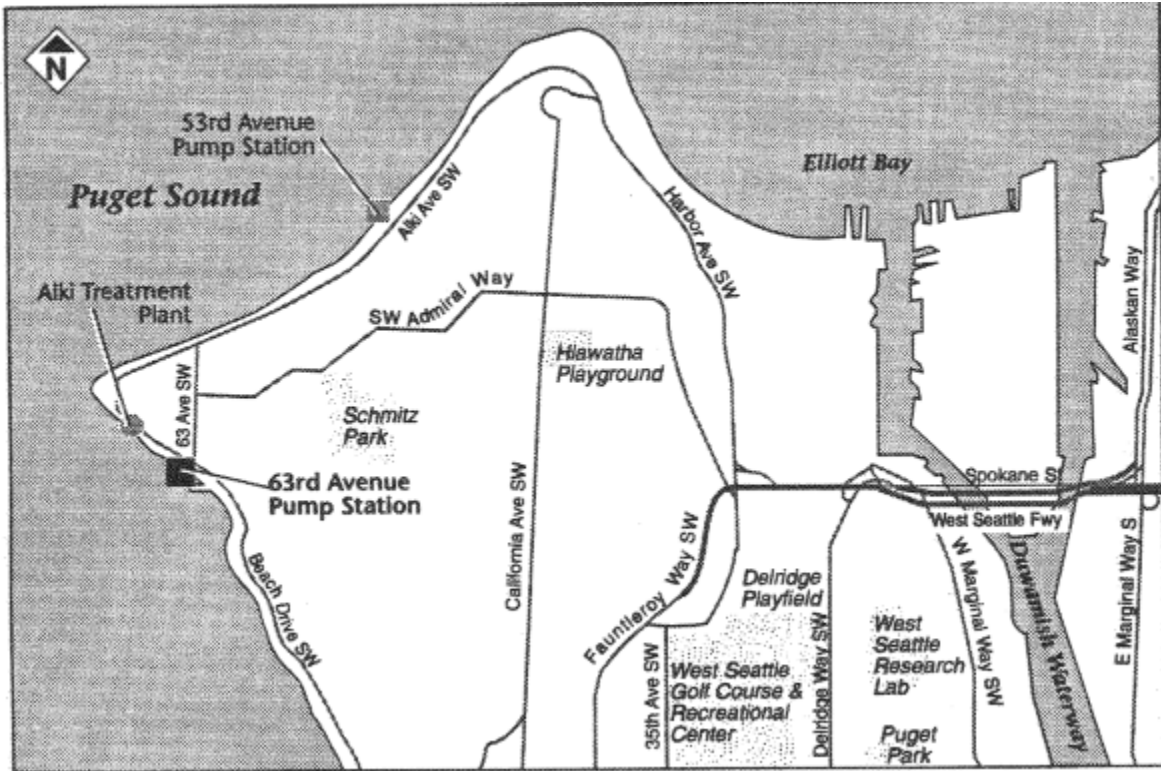 N
53rd Avenue
Pump Station
Puget Sound
Alki Ave SW
Elliott Bay
Harbor Ave SW
Alaskan Way
Alki Treatment
Plant
SW Admiral Way
63 Ave SW
Hiawatha
Playground
Schmitz
Park
63rd Avenue
Pump Station
California Ave SW
Spokane S
West Seattle Fwy
Beach Drive SW
Fauntleroy Way SW
Delridge
Playfield
W Marginal Way SW
Duwamish Waterway
E Marginal Way S
West
Seattle
Research
Lab
35th Ave SW
West Seattle
Golf Course &
Recreational
Center
Delridge Way SW
Puget
Park